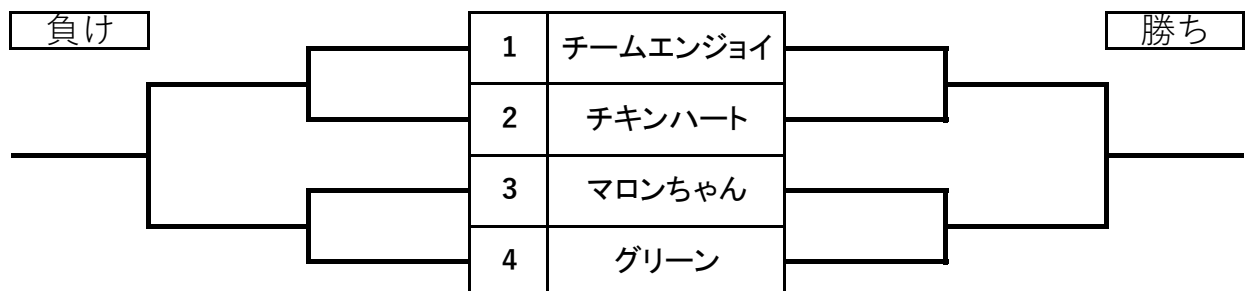 負け
勝ち
1 チームエンジョイ
2 チキンハート
3 マロンちゃん
4 グリーン